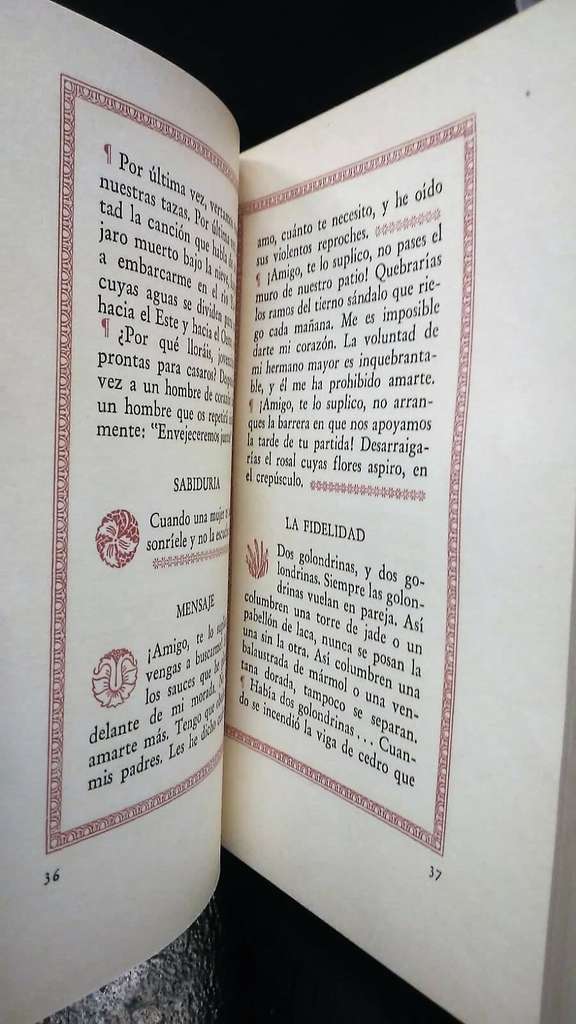 ¶ Por última vez,
nuestras tazas. Por última
tad la canción que habla
jaro muerto bajo la nieve,
a embarcarme en el río
cuyas aguas se dividen
hacia el Este y hacia el Oeste
¶ ¿Por qué lloráis,
prontas para casaros?
vez a un hombre de
un hombre que os repetirá
mente: “Envejeceremos
SABIDURIA
Cuando una mujer
sonríele y no la
MENSAJE
¡Amigo, te lo
vengas a buscarme
los sauces que
delante de mi morada.
amarte más. Tengo que
mis padres. Les he dicho
36
amo, cuánto te necesito, y he oído
sus violentos reproches.
¶ ¡Amigo, te lo suplico, no pases el
muro de nuestro patio! Quebrarías
los ramos del tierno sándalo que rie-
go cada mañana. Me es imposible
darte mi corazón. La voluntad de
mi hermano mayor es inquebranta-
ble, y él me ha prohibido amarte.
¶ ¡Amigo, te lo suplico, no arran-
ques la barrera en que nos apoyamos
la tarde de tu partida! Desarraiga-
rías el rosal cuyas flores aspiro, en
el crepúsculo.
LA FIDELIDAD
Dos golondrinas, y dos go-
londrinas. Siempre las golon-
drinas vuelan en pareja. Así
columbren una torre de jade o un
pabellón de laca, nunca se posan la
una sin la otra. Así columbren una
balaustrada de mármol o una ven-
tana dorada, tampoco se separan.
¶ Había dos golondrinas... Cuan-
do se incendió la viga de cedro que
37